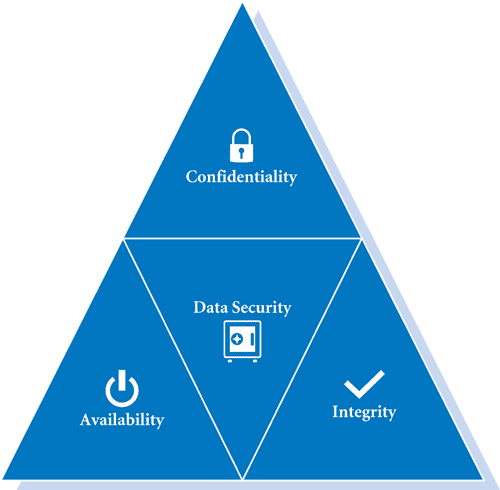 Confidentiality
Data Security
Availability
Integrity